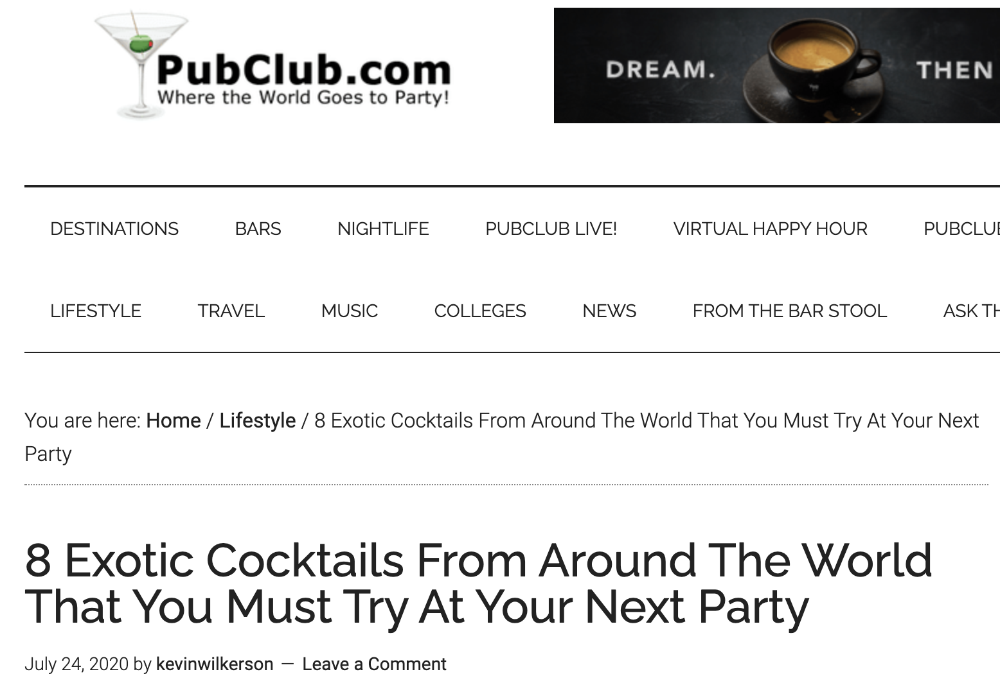 PubClub.com
Where the World Goes to Party!
DREAM. THEN
DESTINATIONS BARS NIGHTLIFE PUBCLUB LIVE! VIRTUAL HAPPY HOUR PUBCLUB
LIFESTYLE TRAVEL MUSIC COLLEGES NEWS FROM THE BAR STOOL ASK TH
You are here: Home / Lifestyle / 8 Exotic Cocktails From Around The World That You Must Try At Your Next
Party
8 Exotic Cocktails From Around The World
That You Must Try At Your Next Party
July 24, 2020 by kevinwilkerson — Leave a Comment